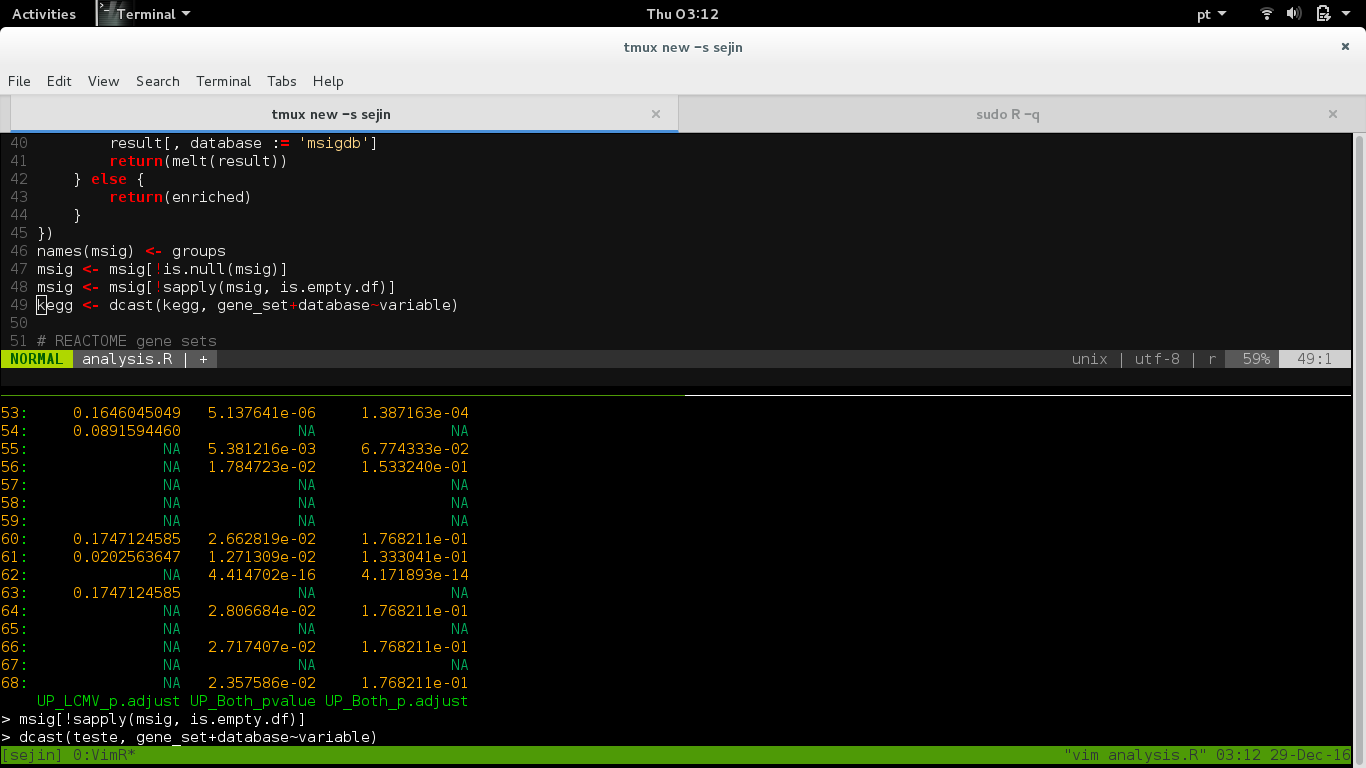 Activities Terminal Thu 03:12 pt
tmux new -s sejin
File Edit View Search Terminal Tabs Help
tmux new -s sejin sudo R -q
40         result[, database := 'msigdb']
41         return(melt(result))
42     } else {
43         return(enriched)
44     }
45 })
46 names(msig) <- groups
47 msig <- msig[!is.null(msig)]
48 msig <- msig[!sapply(msig, is.empty.df)]
49 kegg <- dcast(kegg, gene_set+database~variable)
50
51 # REACTOME gene sets
NORMAL analysis.R | + unix | utf-8 | r 59% 49:1
53: 0.1646045049 5.137641e-06 1.387163e-04
54: 0.0891594460 NA NA
55: NA 5.381216e-03 6.774333e-02
56: NA 1.784723e-02 1.533240e-01
57: NA NA NA
58: NA NA NA
59: NA NA NA
60: 0.1747124585 2.662819e-02 1.768211e-01
61: 0.0202563647 1.271309e-02 1.333041e-01
62: NA 4.414702e-16 4.171893e-14
63: 0.1747124585 NA NA
64: NA 2.806684e-02 1.768211e-01
65: NA NA NA
66: NA 2.717407e-02 1.768211e-01
67: NA NA NA
68: NA 2.357586e-02 1.768211e-01
UP_LCMV_p.adjust UP_Both_pvalue UP_Both_p.adjust
> msig[!sapply(msig, is.empty.df)]
> dcast(teste, gene_set+database~variable)
[sejin] 0:VimR* "vim analysis.R" 03:12 29-Dec-16